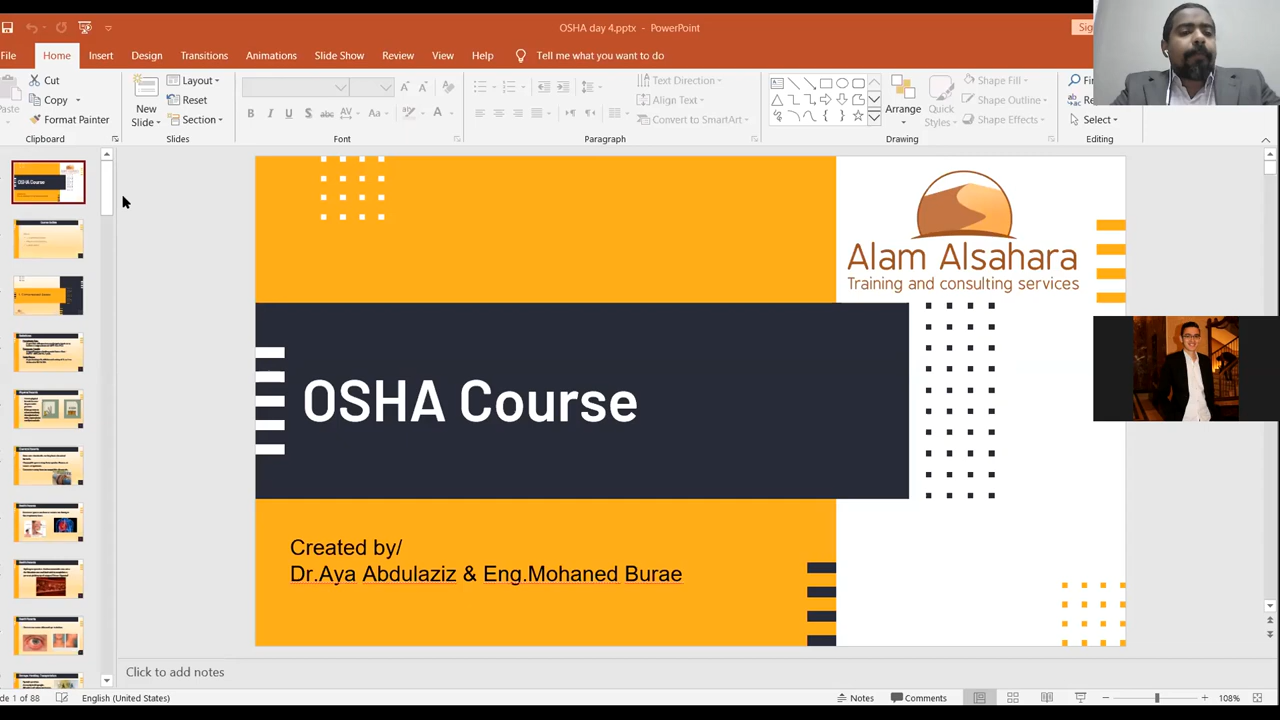 OSHA day 4.pptx - PowerPoint
File Home Insert Design Transitions Animations Slide Show Review View Help Tell me what you want to do
Cut
Copy
Format Painter
Clipboard
New
Slide
Layout
Reset
Section
Slides
Font
Text Direction
Align Text
Convert to SmartArt
Paragraph
Arrange
Quick
Styles
Shape Fill
Shape Outline
Shape Effects
Drawing
Select
Editing
OSHA Course
Alam Alsahara
Training and consulting services
OSHA Course
Created by/
Dr.Aya Abdulaziz & Eng.Mohaned Burae
Click to add notes
1 of 88 English (United States) Notes Comments 108%